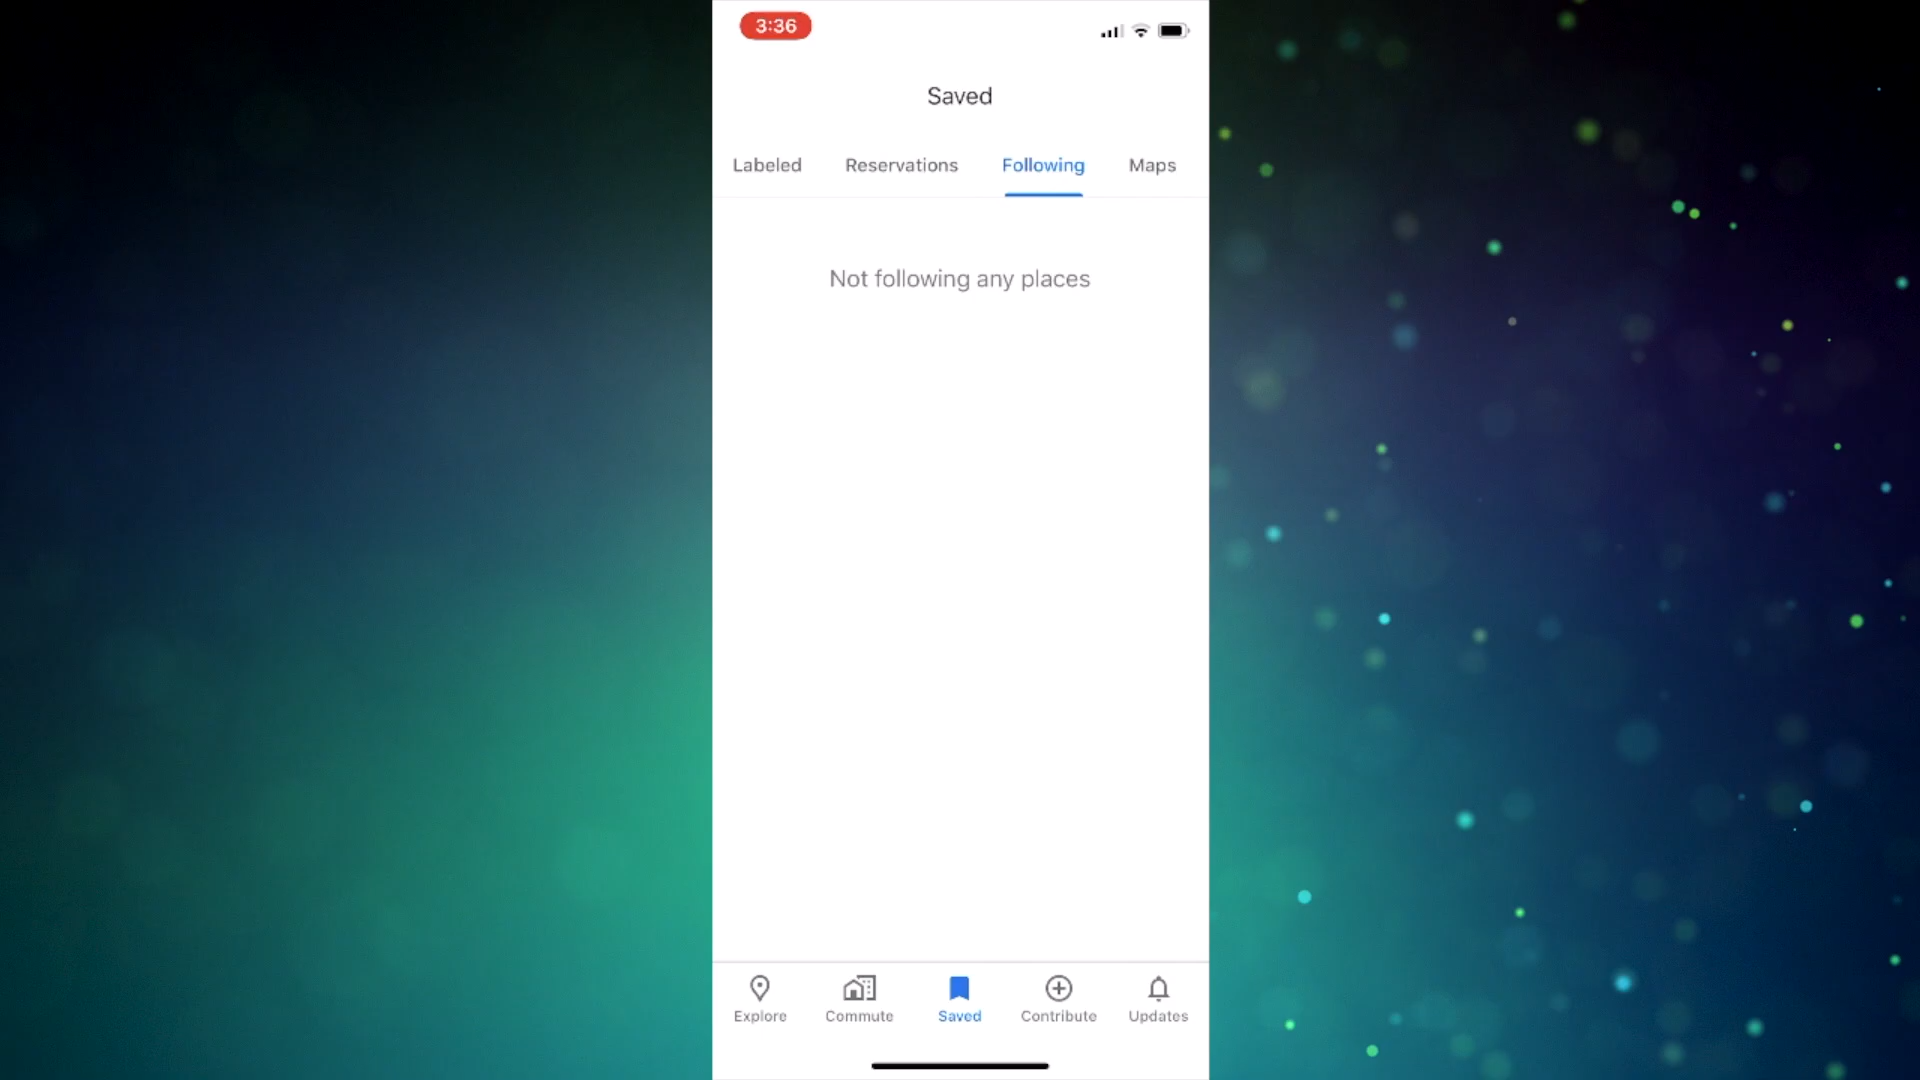 3:36
Saved
Labeled Reservations Following Maps
Not following any places
Explore Commute Saved Contribute Updates